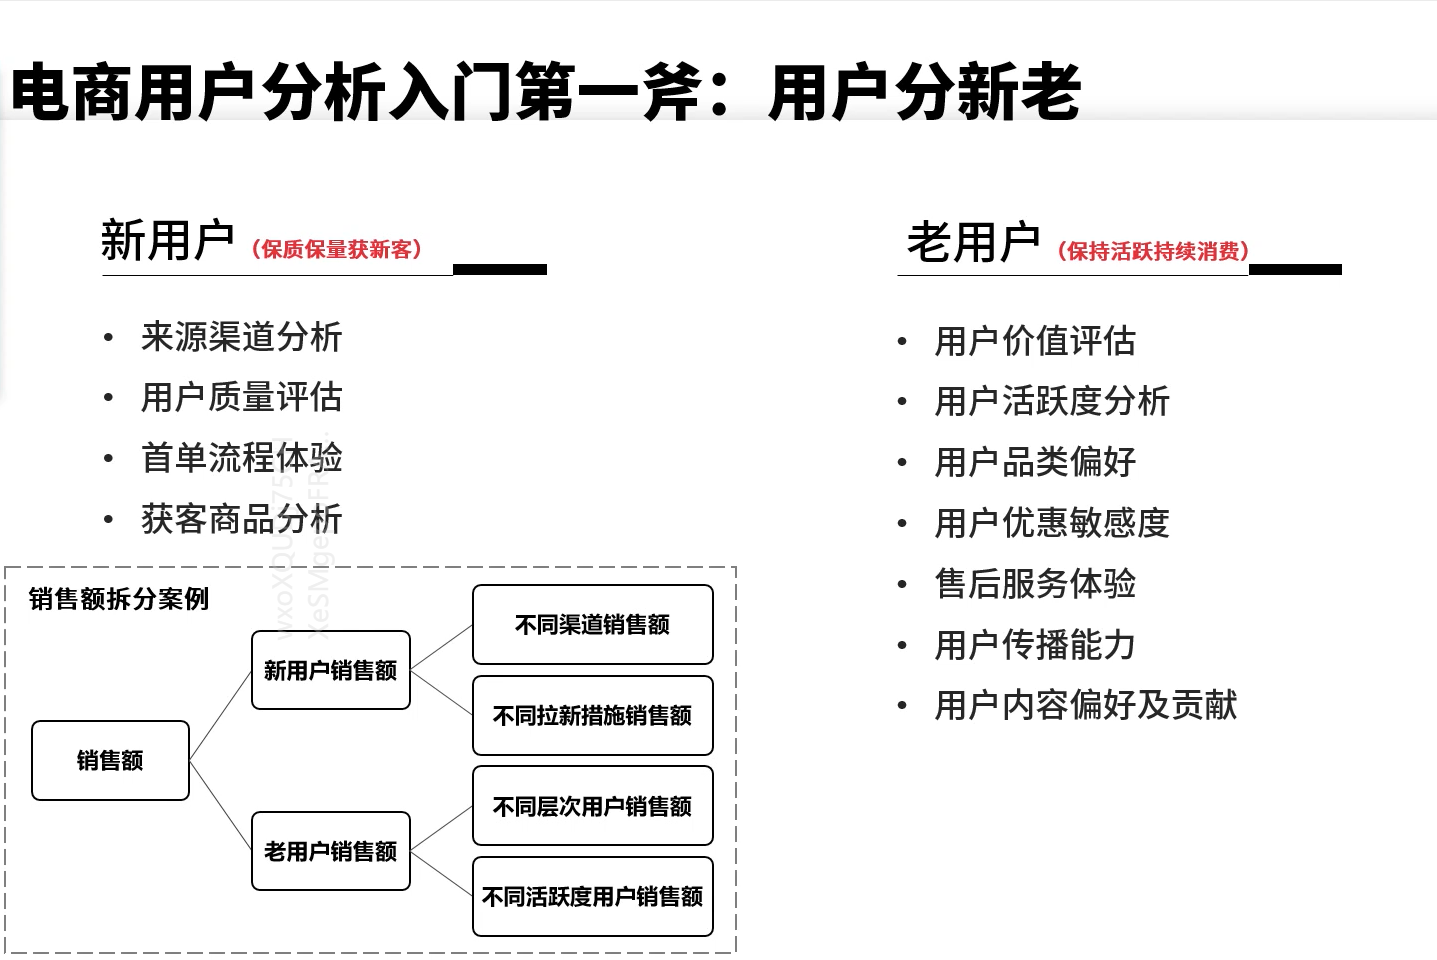 电商用户分析入门第一斧：用户分新老
新用户（保质保量获新客）
• 来源渠道分析
• 用户质量评估
• 首单流程体验
• 获客商品分析
老用户（保持活跃持续消费）
• 用户价值评估
• 用户活跃度分析
• 用户品类偏好
• 用户优惠敏感度
• 售后服务体验
• 用户传播能力
• 用户内容偏好及贡献
销售额拆分案例
销售额
新用户销售额
不同渠道销售额
不同拉新措施销售额
老用户销售额
不同层次用户销售额
不同活跃度用户销售额